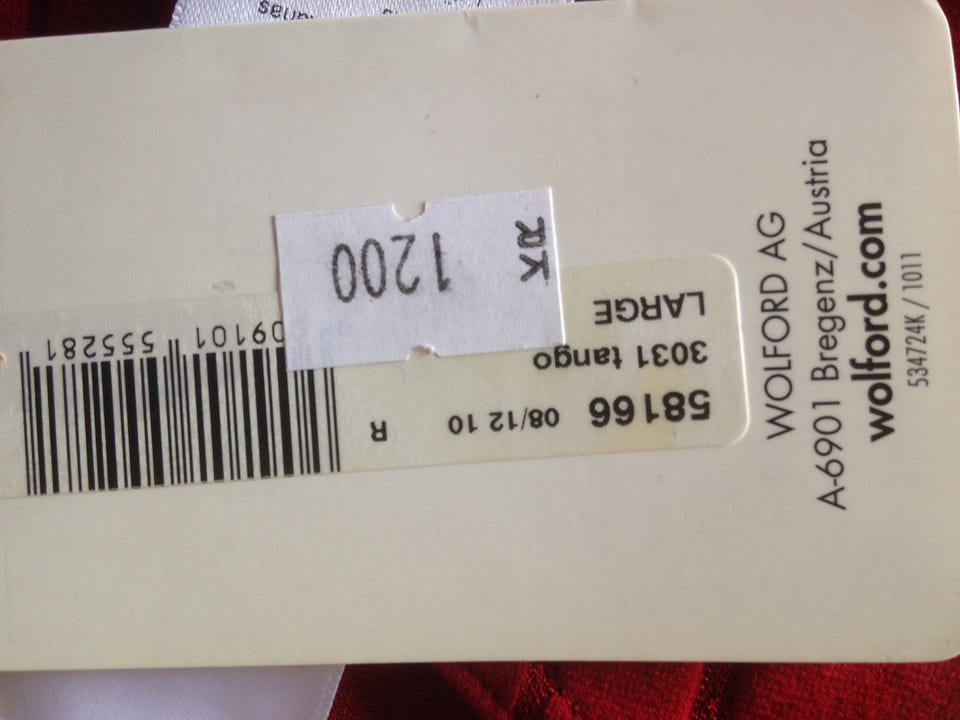 WOLFORD AG
A-6901 Bregenz/Austria
wolford.com
534724K / 1011
58166 08/12 10 R
3031 tango
LARGE
1200
09101 555281